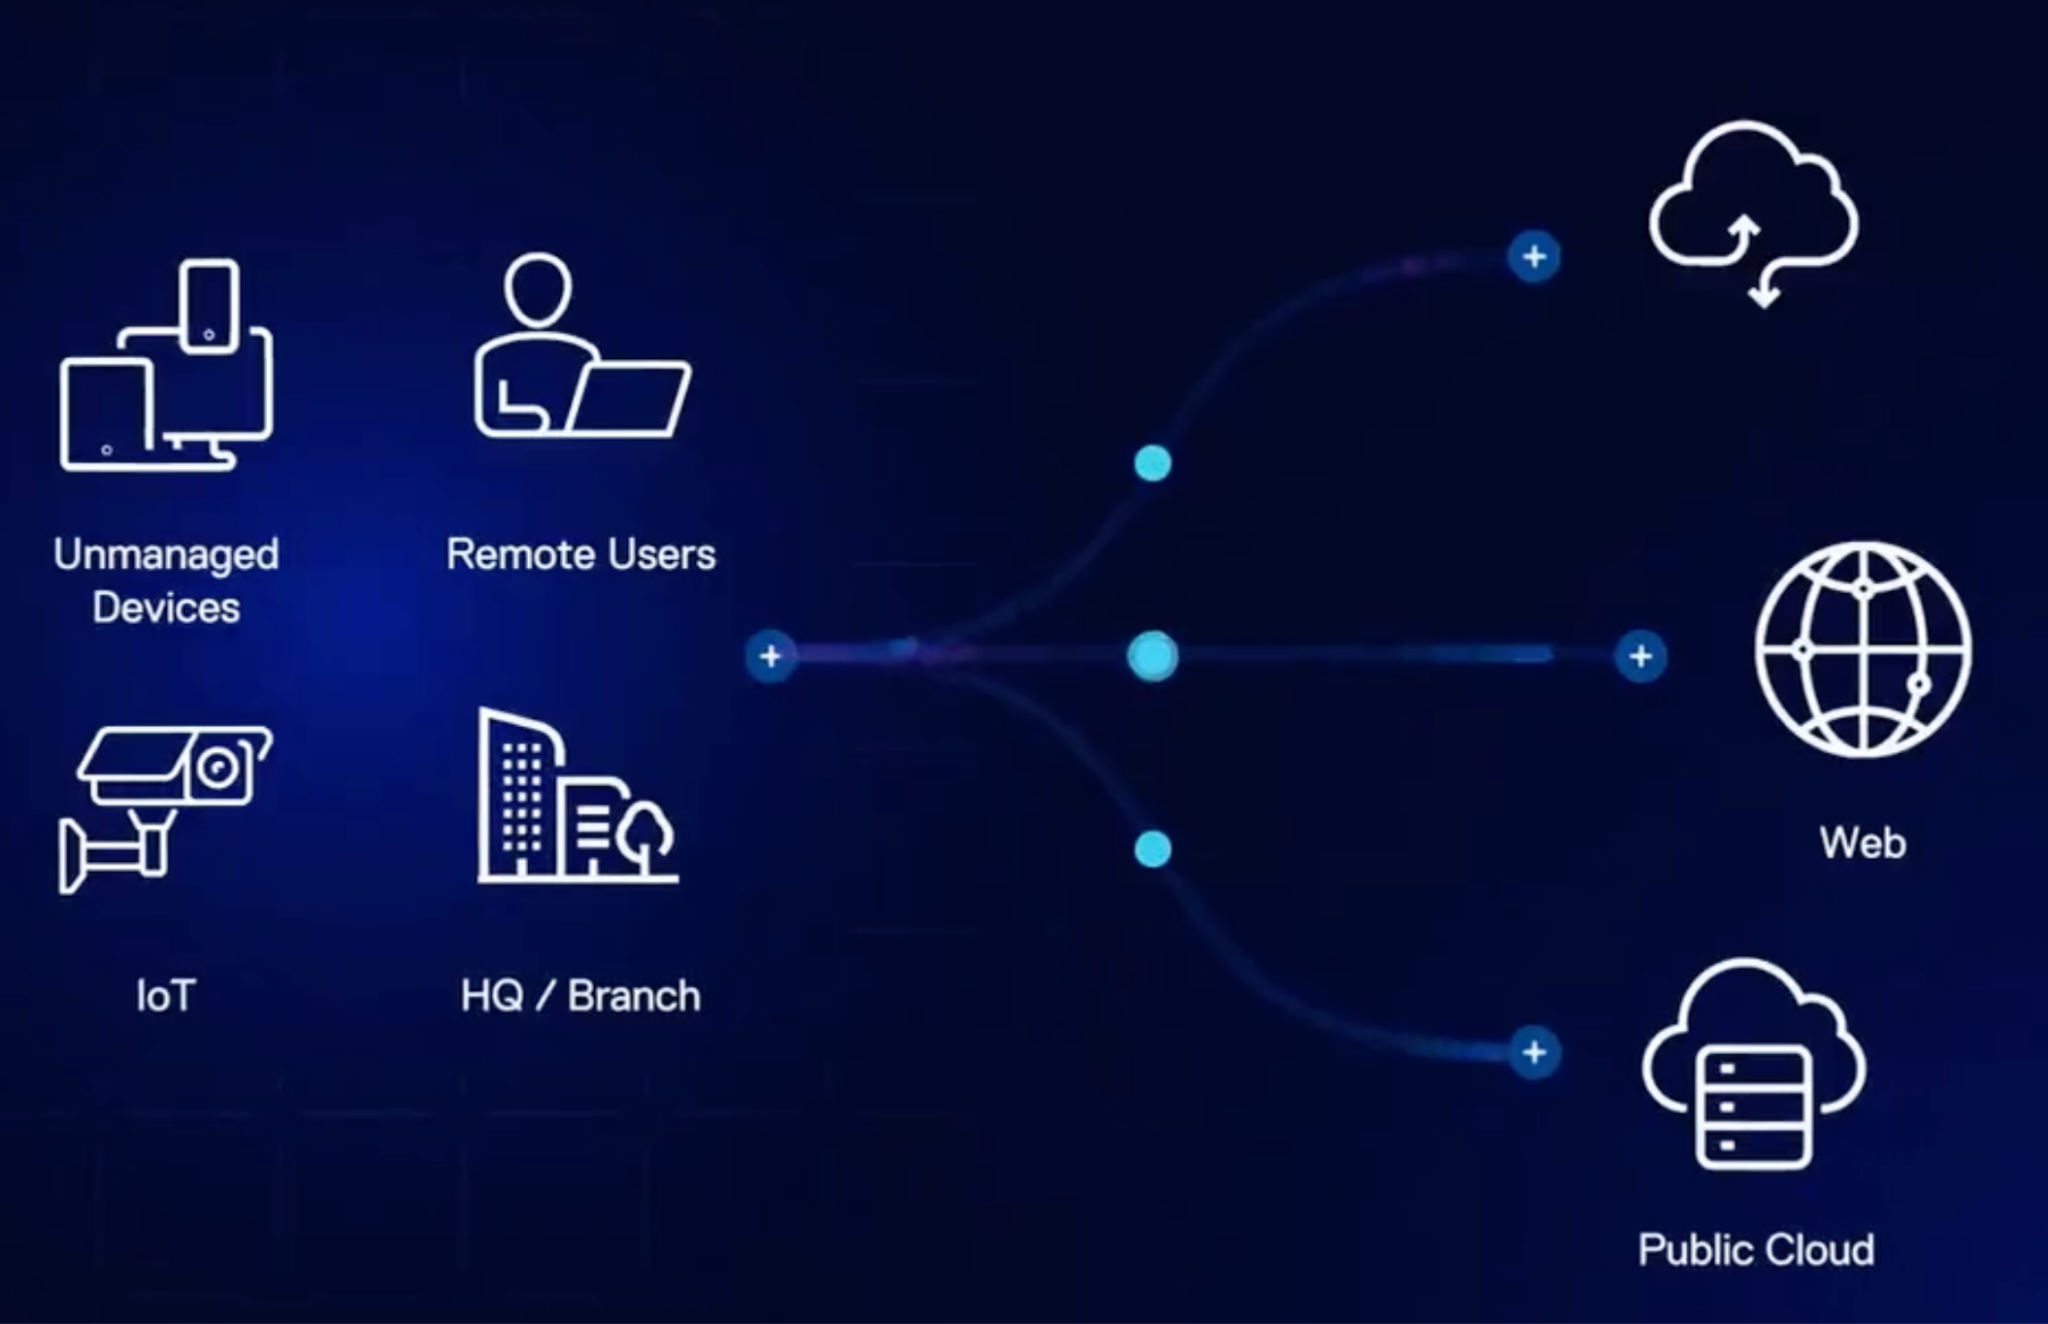 Unmanaged
Devices
Remote Users
IoT
HQ / Branch
Web
Public Cloud